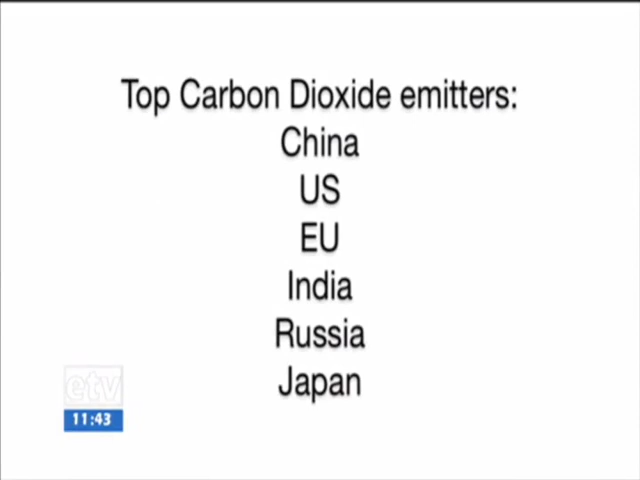 Top Carbon Dioxide emitters:
China
US
EU
India
Russia
Japan
etv
11:43